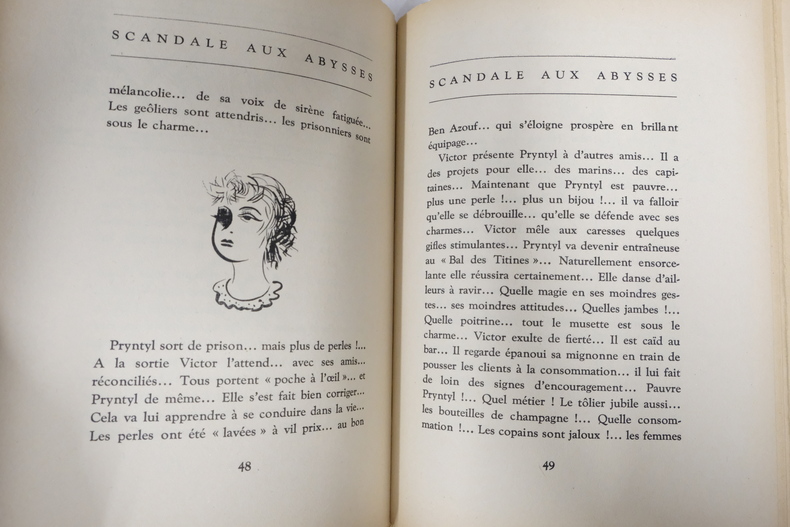 SCANDALE AUX ABYSSES
mélancolie... de sa voix de sirène fatiguée...
Les geôliers sont attendris... les prisonniers sont
sous le charme...
Pryntyl sort de prison... mais plus de perles !...
A la sortie Victor l'attend... avec ses amis...
réconciliés... Tous portent « poche à l'œil »... et
Pryntyl de même... Elle s'est fait bien corriger...
Cela va lui apprendre à se conduire dans la vie...
Les perles ont été « lavées » à vil prix... au bon
48
SCANDALE AUX ABYSSES
Ben Azouf... qui s'éloigne prospère en brillant
équipage...
Victor présente Pryntyl à d'autres amis... Il a
des projets pour elle... des marins... des capi-
taines... Maintenant que Pryntyl est pauvre...
plus une perle !... plus un bijou !... il va falloir
qu'elle se débrouille... qu'elle se défende avec ses
charmes... Victor mêle aux caresses quelques
gifles stimulantes... Pryntyl va devenir entraîneuse
au « Bal des Titines »... Naturellement ensorce-
lante elle réussira certainement... Elle danse d'ail-
leurs à ravir... Quelle magie en ses moindres ges-
tes... ses moindres attitudes... Quelles jambes !...
Quelle poitrine... tout le musette est sous le
charme... Victor exulte de fierté... Il est caïd au
bar... Il regarde épanoui sa mignonne en train de
pousser les clients à la consommation... il lui fait
de loin des signes d'encouragement... Pauvre
Pryntyl !... Quel métier ! Le tôlier jubile aussi...
les bouteilles de champagne !... Quelle consom-
mation !... Les copains sont jaloux !... les femmes
49